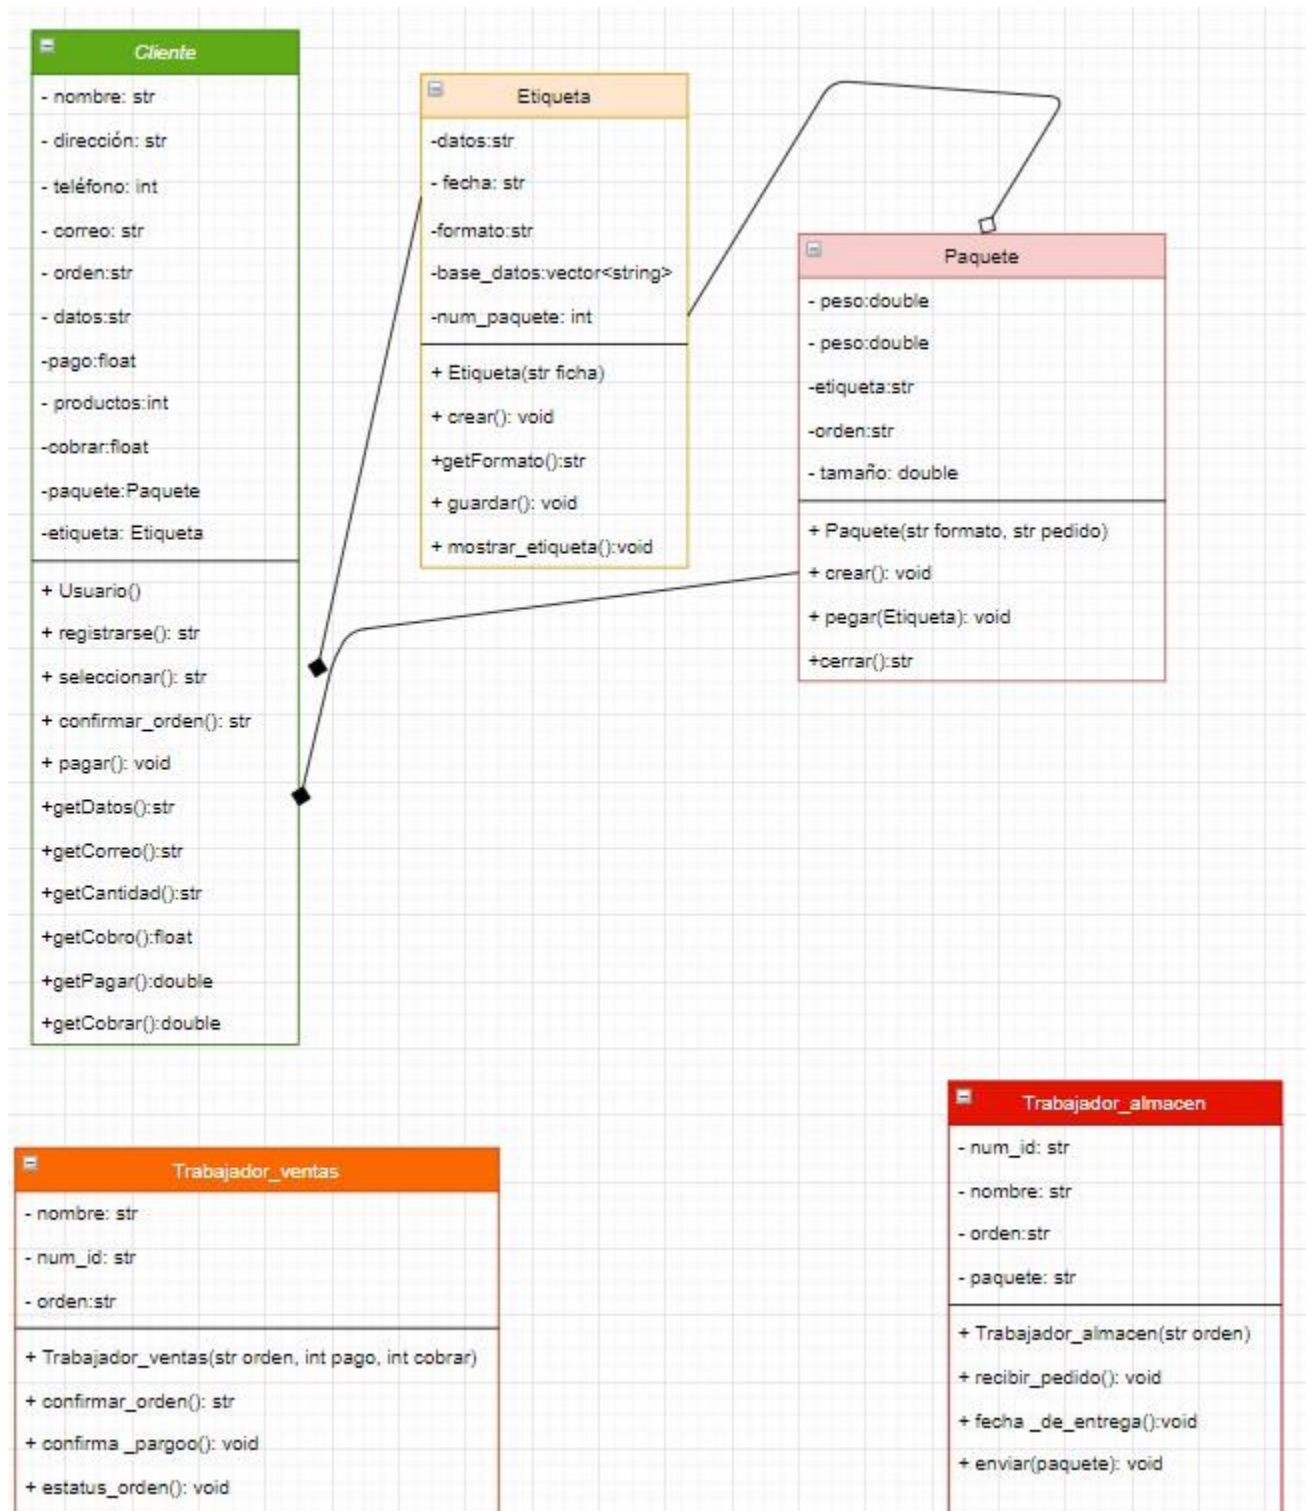 Cliente
- nombre: str
- dirección: str
- teléfono: int
- correo: str
- orden:str
- datos:str
-pago:float
- productos:int
-cobrar:float
-paquete:Paquete
-etiqueta: Etiqueta
+ Usuario()
+ registrarse(): str
+ seleccionar(): str
+ confirmar_orden(): str
+ pagar(): void
+getDatos():str
+getCorreo():str
+getCantidad():str
+getCobro():float
+getPagar():double
+getCobrar():double
Etiqueta
-datos:str
- fecha: str
-formato:str
-base_datos:vector<string>
-num_paquete: int
+ Etiqueta(str ficha)
+ crear(): void
+getFormato():str
+ guardar(): void
+ mostrar_etiqueta():void
Paquete
- peso:double
- peso:double
-etiqueta:str
-orden:str
- tamaño: double
+ Paquete(str formato, str pedido)
+ crear(): void
+ pegar(Etiqueta): void
+cerrar():str
Trabajador_ventas
- nombre: str
- num_id: str
- orden:str
+ Trabajador_ventas(str orden, int pago, int cobrar)
+ confirmar_orden(): str
+ confirma _pargoo(): void
+ estatus_orden(): void
Trabajador_almacen
- num_id: str
- nombre: str
- orden:str
- paquete: str
+ Trabajador_almacen(str orden)
+ recibir_pedido(): void
+ fecha _de_entrega():void
+ enviar(paquete): void